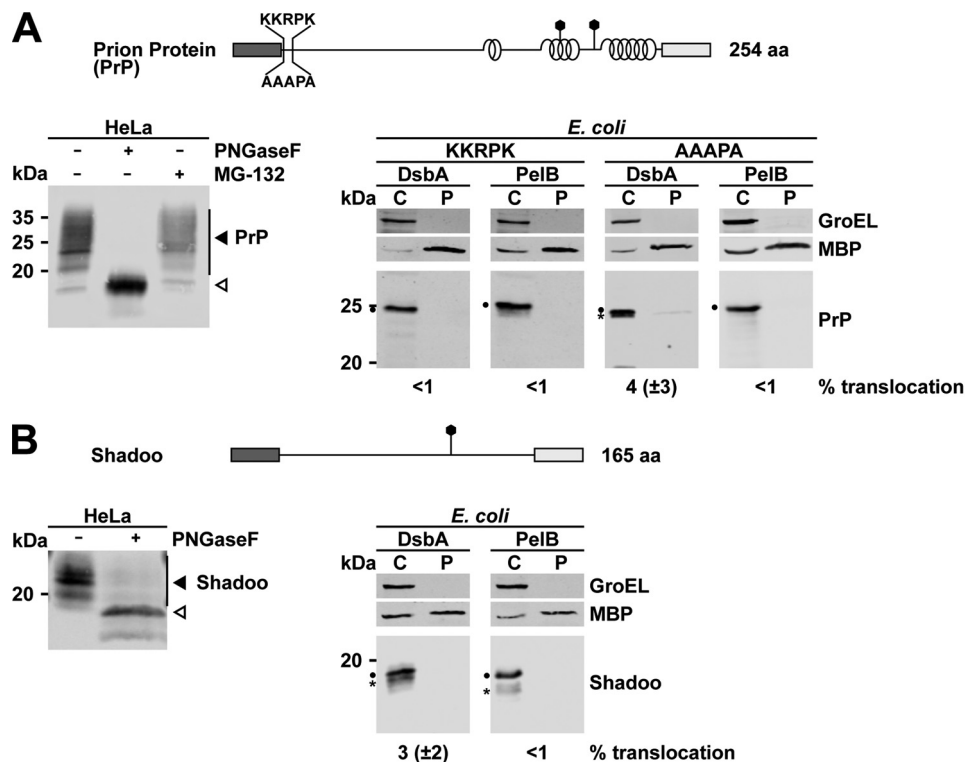 A
KKRPK
Prion Protein
(PrP)
254 aa
AAAPA
HeLa
- + - PNGaseF
- - + MG-132
kDa
35
25
20
◄ PrP
E. coli
KKRPK AAAPA
DsbA PelB DsbA PelB
kDa C P C P C P C P
GroEL
MBP
25
*
PrP
20
<1 <1 4 (±3) <1 % translocation
B
Shadoo 165 aa
HeLa
kDa - + PNGaseF
20
◄ Shadoo
E. coli
DsbA PelB
kDa C P C P
GroEL
MBP
20
* *
Shadoo
3 (±2) <1 % translocation